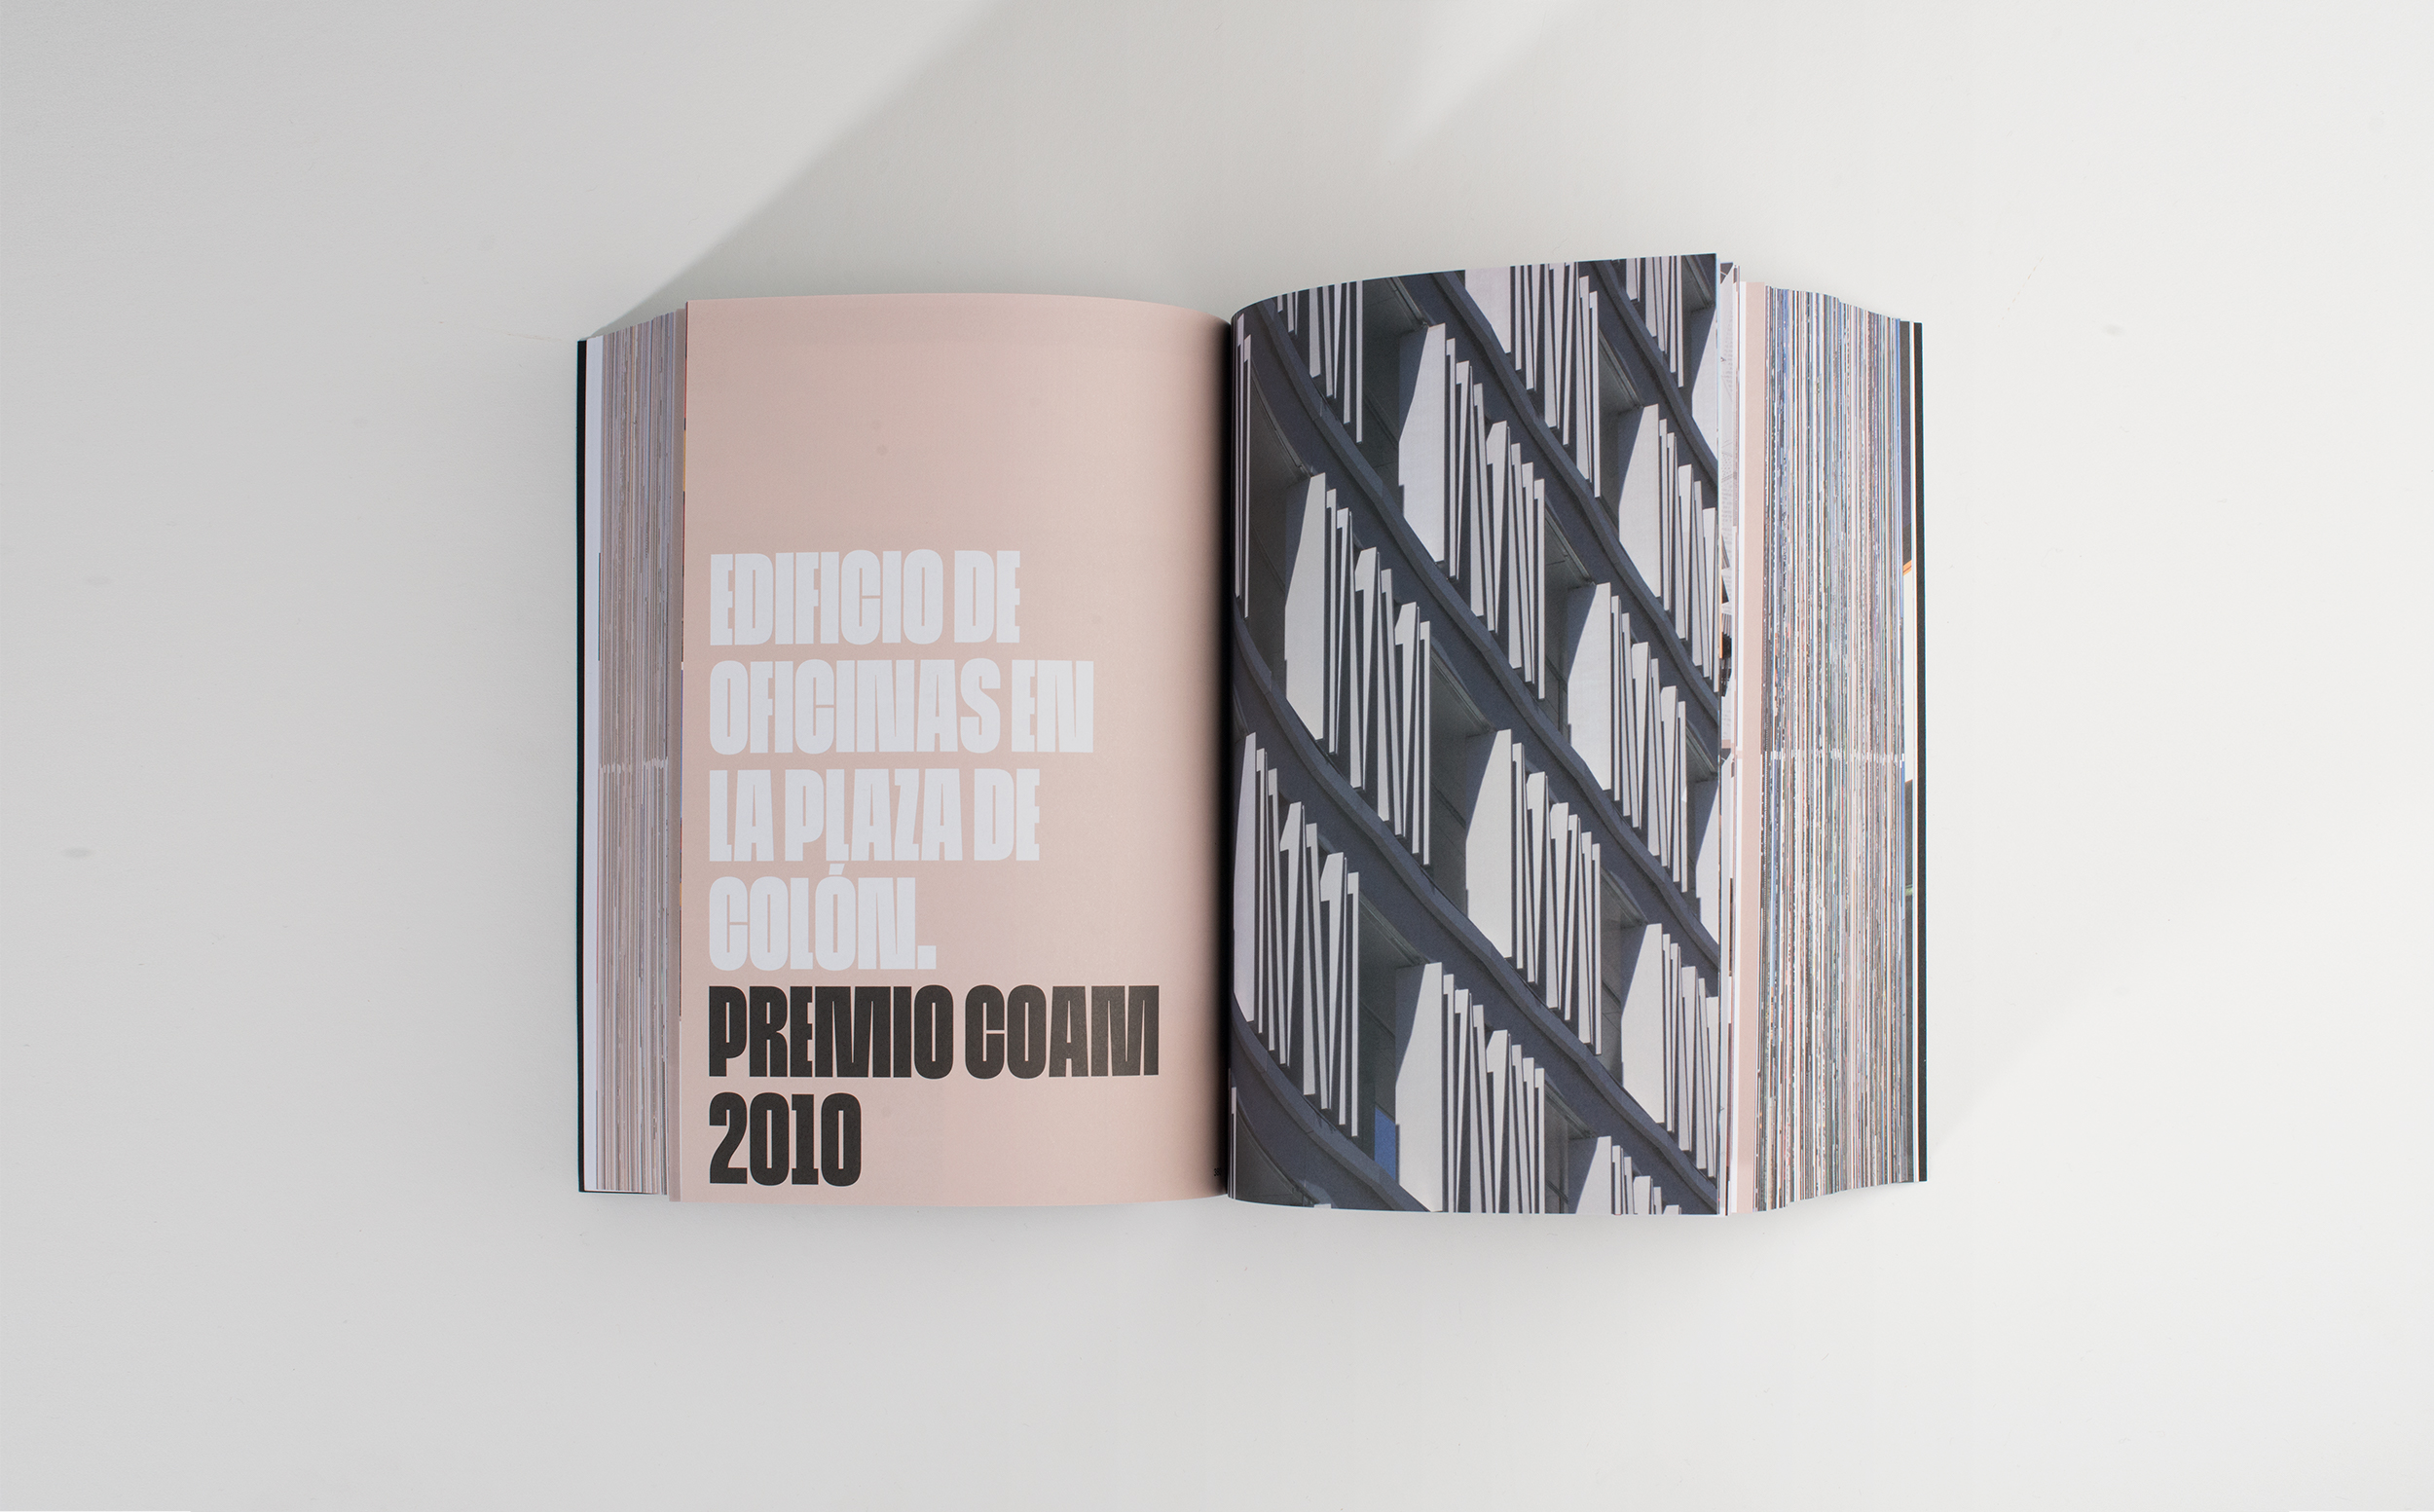 EDIFICIO DE
OFICINAS EN
LA PLAZA DE
COLÓN.
PREMIO COAM
2010